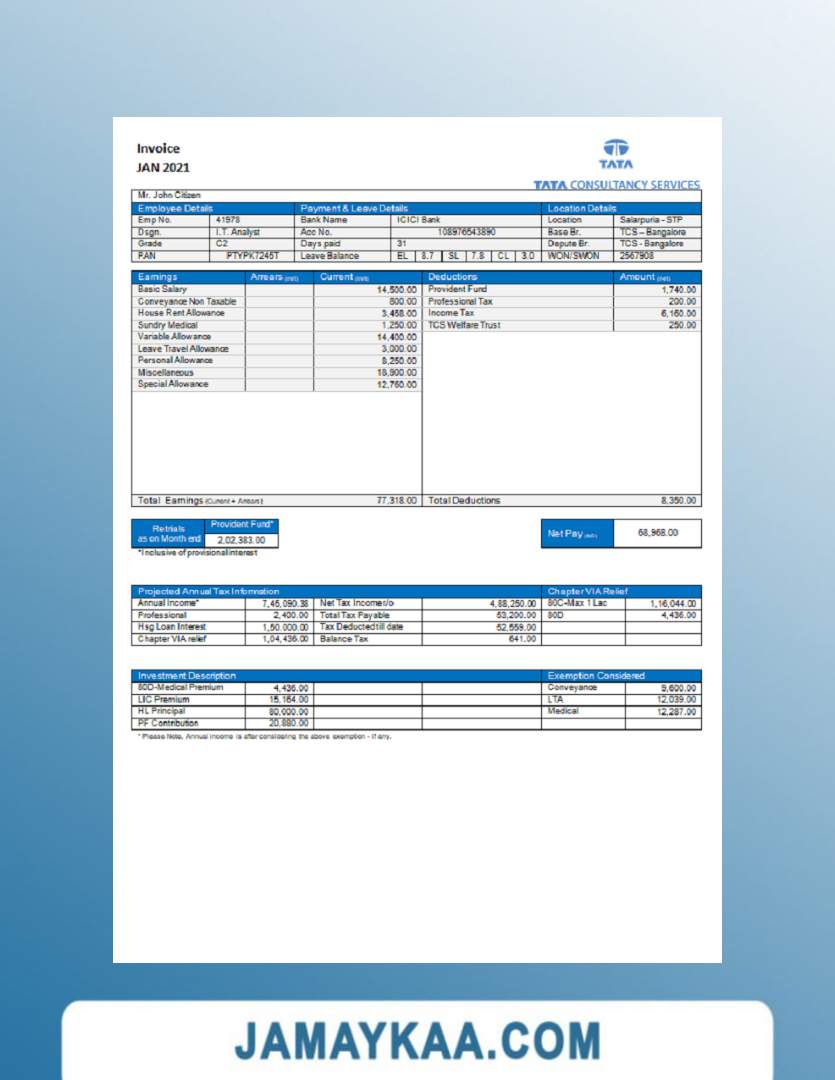 Invoice
JAN 2021
TATA
TATA CONSULTANCY SERVICES
Mr. John Citizen
Employee Details Payment & Leave Details Location Details
Emp No. 41978 Bank Name ICICI Bank Location Salarpuria - STP
Dsgn. I.T. Analyst Acc No. 108976543890 Base Br. TCS – Bangalore
Grade C2 Days paid 31 Depute Br. TCS - Bangalore
PAN PTYPK7245T Leave Balance EL 8.7 SL 7.8 CL 3.0 WON/SWON 2567908
Earnings Arrears (INR) Current (INR) Deductions Amount (INR)
Basic Salary 14,500.00 Provident Fund 1,740.00
Conveyance Non Taxable 800.00 Professional Tax 200.00
House Rent Allowance 3,458.00 Income Tax 6,160.00
Sundry Medical 1,250.00 TCS Welfare Trust 250.00
Variable Allowance 14,400.00
Leave Travel Allowance 3,000.00
Personal Allowance 8,250.00
Miscellaneous 18,900.00
Special Allowance 12,760.00
Total Earnings (Current + Arrears) 77,318.00 Total Deductions 8,350.00
Retrials as on Month end Provident Fund* Net Pay (INR) 68,968.00
2,02,383.00
*Inclusive of provisional interest
Projected Annual Tax Information Chapter VIA Relief
Annual Income* 7,45,090.38 Net Tax Income r/o 4,88,250.00 80C-Max 1 Lac 1,16,044.00
Professional 2,400.00 Total Tax Payable 53,200.00 80D 4,436.00
Hsg Loan Interest 1,50,000.00 Tax Deducted till date 52,559.00
Chapter VIA relief 1,04,436.00 Balance Tax 641.00
Investment Description Exemption Considered
80D-Medical Premium 4,436.00 Conveyance 9,600.00
LIC Premium 15,164.00 LTA 12,039.00
HL Principal 80,000.00 Medical 12,287.00
PF Contribution 20,880.00
* Please Note, Annual Income is after considering the above exemption - if any.
JAMAYKAA.COM